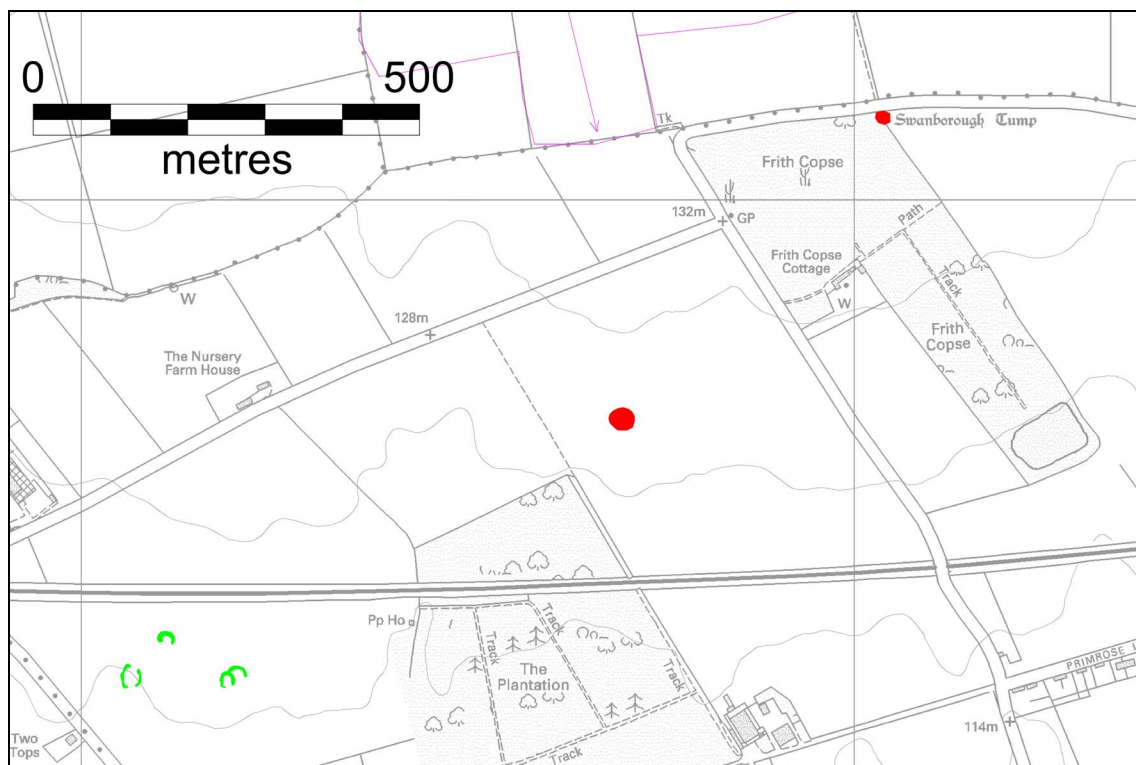 0 500
metres
Tk
Swanborough Tump
Frith Copse
132m
GP
Path
Frith Copse
Cottage
W
Track
W
Frith
Copse
128m
The Nursery
Farm House
Pp Ho
Track
Track
Track
The
Plantation
Track
PRIMROSE L
114m
Two
Tops